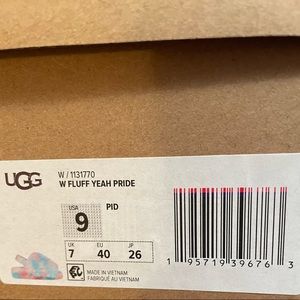 UGG
W / 1131770
W FLUFF YEAH PRIDE
USA
9
PID
UK EU JP
7 40 26
MADE IN VIETNAM
FABRIQUÉ AU VIETNAM
1 95719 39676 3